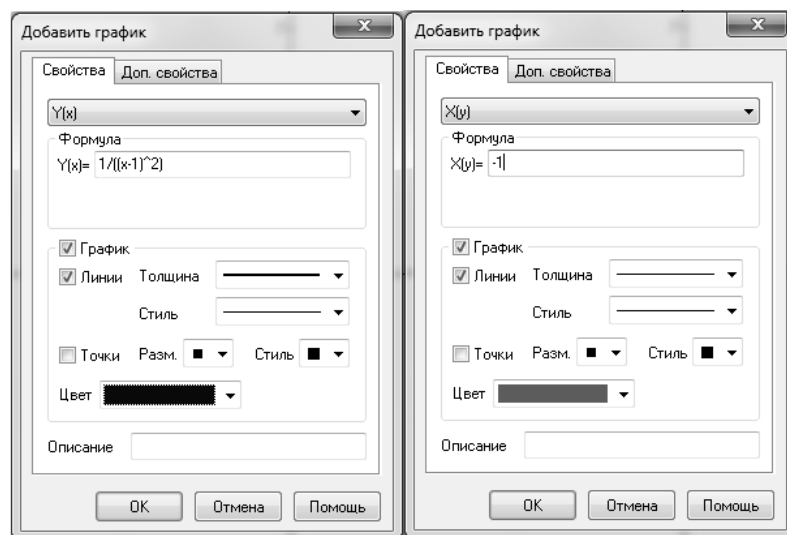 Добавить график
Свойства Доп. свойства
Y(x)
Формула
Y(x)= 1/((x-1)^2)
График
Линии Толщина
Стиль
Точки Разм. Стиль
Цвет
Описание
OK Отмена Помощь
Добавить график
Свойства Доп. свойства
X(y)
Формула
X(y)= -1
График
Линии Толщина
Стиль
Точки Разм. Стиль
Цвет
Описание
OK Отмена Помощь